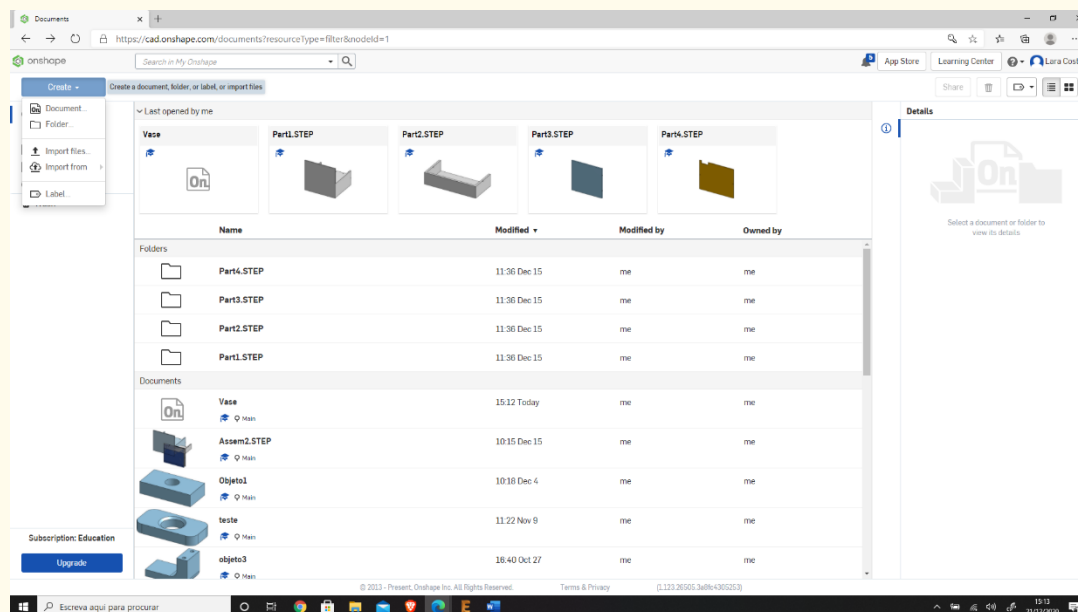 Documents
https://cad.onshape.com/documents?resourceType=filter&nodeId=1
onshape
Search in My Onshape
App Store
Learning Center
Lara Cost
Create
Create a document, folder, or label, or import files
Share
Document...
Folder...
Import files...
Import from
Label...
Last opened by me
Vase
Part1.STEP
Part2.STEP
Part3.STEP
Part4.STEP
On
Details
On
Select a document or folder to
view its details
Name Modified Modified by Owned by
Folders
Part4.STEP 11:36 Dec 15 me me
Part3.STEP 11:36 Dec 15 me me
Part2.STEP 11:36 Dec 15 me me
Part1.STEP 11:36 Dec 15 me me
Documents
On
Vase 15:12 Today me me
Main
Assem2.STEP 10:15 Dec 15 me me
Main
Objeto1 10:18 Dec 4 me me
Main
teste 11:22 Nov 9 me me
Main
objeto3 16:40 Oct 27 me me
Main
Subscription: Education
Upgrade
© 2013 - Present, Onshape Inc. All Rights Reserved.
Terms & Privacy
Escreva aqui para procurar
15:13